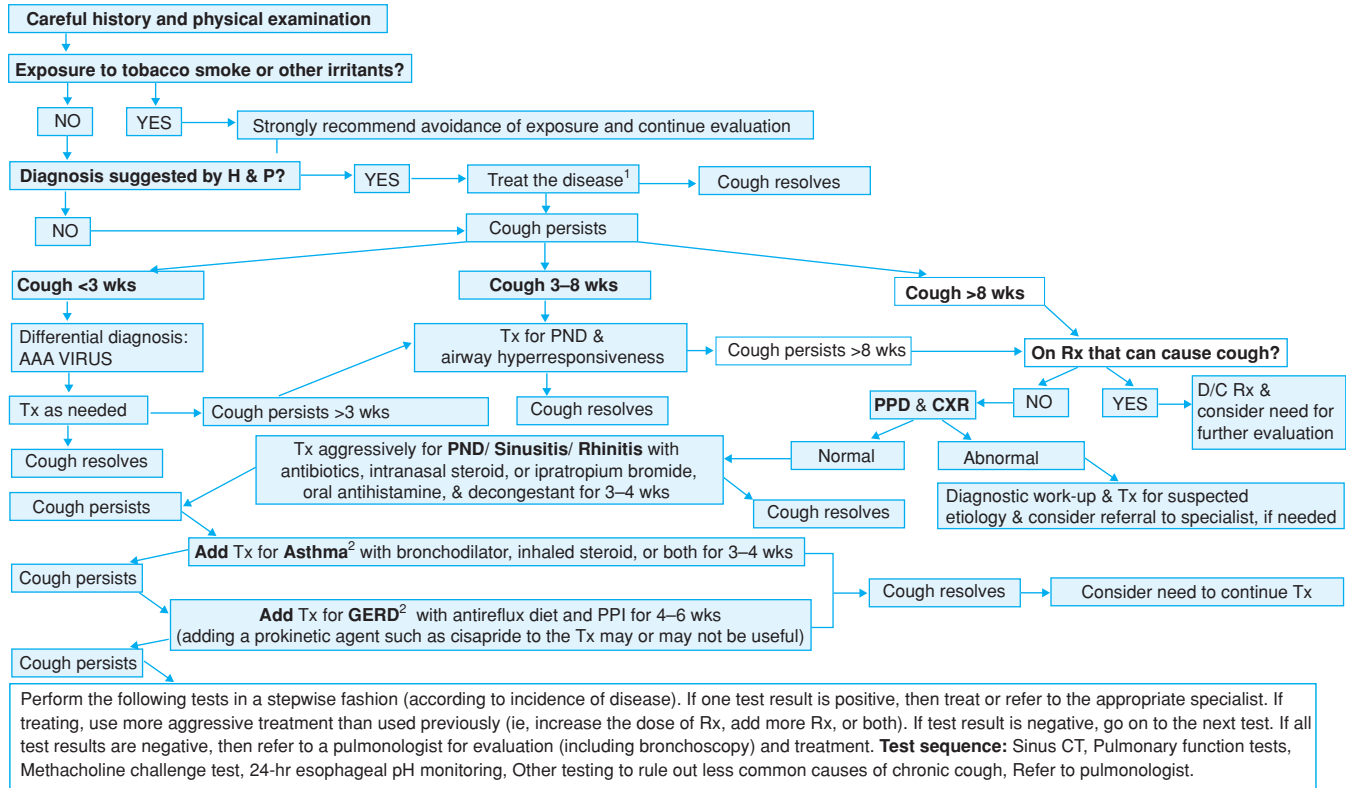 Careful history and physical examination
Exposure to tobacco smoke or other irritants?
NO
YES
Strongly recommend avoidance of exposure and continue evaluation
Diagnosis suggested by H & P?
YES
Treat the disease1
Cough resolves
NO
Cough persists
Cough <3 wks
Cough 3–8 wks
Cough >8 wks
Differential diagnosis:
AAA VIRUS
Tx for PND &
airway hyperresponsiveness
Cough persists >8 wks
On Rx that can cause cough?
Tx as needed
Cough persists >3 wks
Cough resolves
PPD & CXR
NO
YES
D/C Rx &
consider need for
further evaluation
Cough resolves
Tx aggressively for PND/ Sinusitis/ Rhinitis with
antibiotics, intranasal steroid, or ipratropium bromide,
oral antihistamine, & decongestant for 3–4 wks
Normal
Abnormal
Cough persists
Cough resolves
Diagnostic work-up & Tx for suspected
etiology & consider referral to specialist, if needed
Add Tx for Asthma2 with bronchodilator, inhaled steroid, or both for 3–4 wks
Cough persists
Cough resolves
Consider need to continue Tx
Add Tx for GERD2 with antireflux diet and PPI for 4–6 wks
(adding a prokinetic agent such as cisapride to the Tx may or may not be useful)
Cough persists
Perform the following tests in a stepwise fashion (according to incidence of disease). If one test result is positive, then treat or refer to the appropriate specialist. If
treating, use more aggressive treatment than used previously (ie, increase the dose of Rx, add more Rx, or both). If test result is negative, go on to the next test. If all
test results are negative, then refer to a pulmonologist for evaluation (including bronchoscopy) and treatment. Test sequence: Sinus CT, Pulmonary function tests,
Methacholine challenge test, 24-hr esophageal pH monitoring, Other testing to rule out less common causes of chronic cough, Refer to pulmonologist.